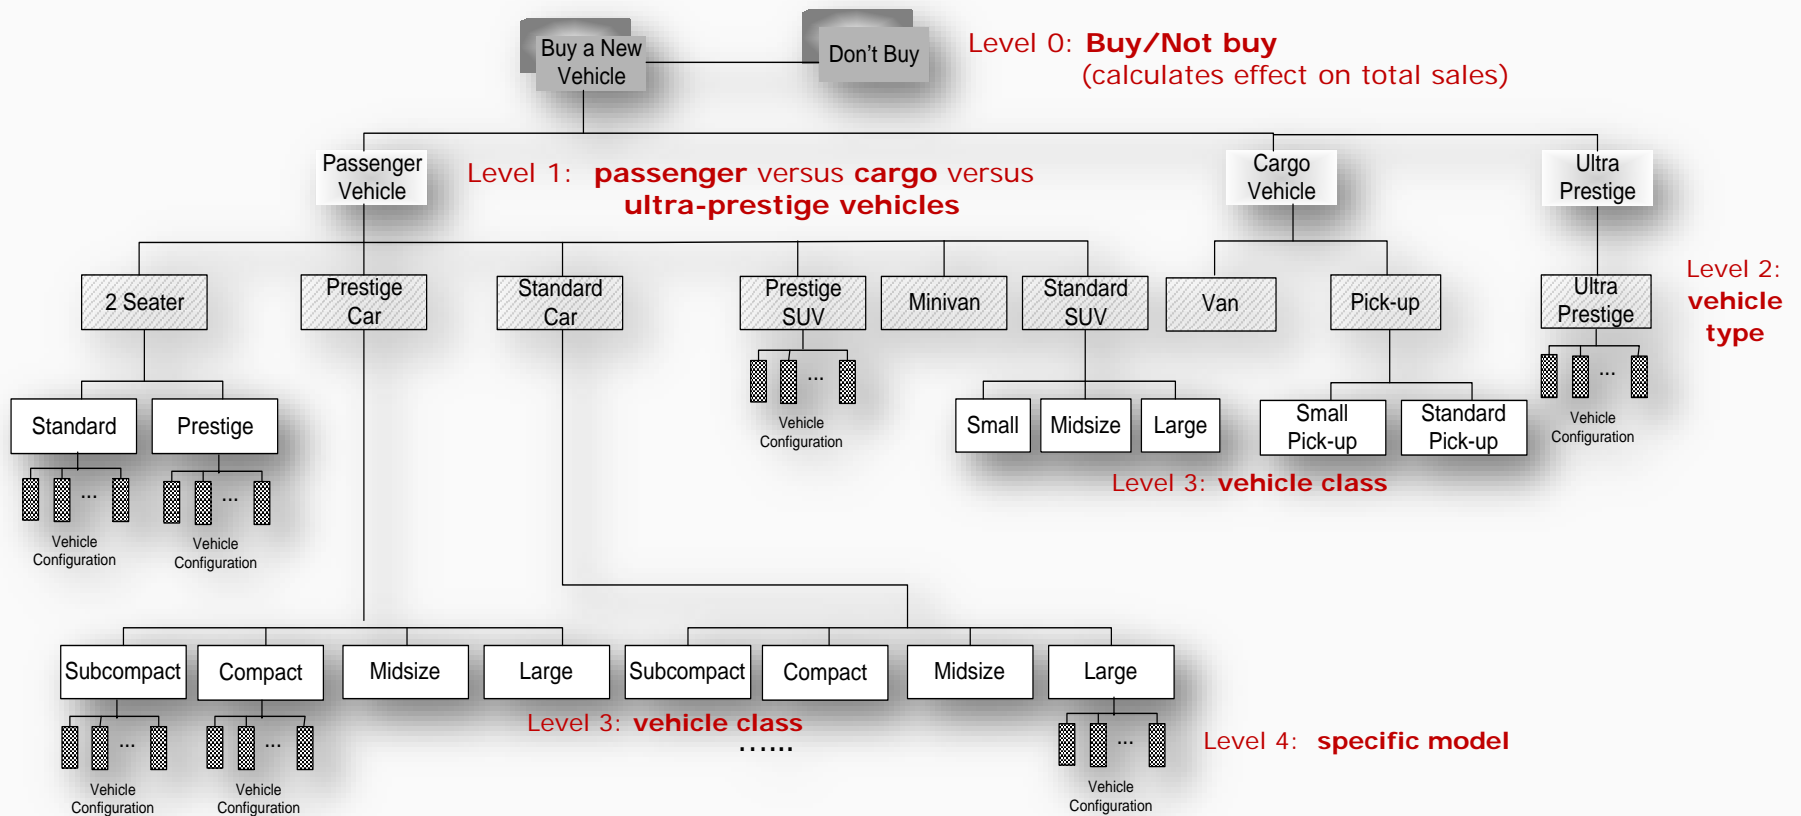 Buy a New
Vehicle
Don't Buy
Level 0: Buy/Not buy
(calculates effect on total sales)
Passenger
Vehicle
Level 1: passenger versus cargo versus
ultra-prestige vehicles
Cargo
Vehicle
Ultra
Prestige
2 Seater
Prestige
Car
Standard
Car
Prestige
SUV
Minivan
Standard
SUV
Van
Pick-up
Ultra
Prestige
Level 2:
vehicle
type
...
Vehicle
Configuration
...
Vehicle
Configuration
Standard
Prestige
Small
Midsize
Large
Small
Pick-up
Standard
Pick-up
Level 3: vehicle class
...
Vehicle
Configuration
...
Vehicle
Configuration
Subcompact
Compact
Midsize
Large
Subcompact
Compact
Midsize
Large
Level 3: vehicle class
......
Level 4: specific model
...
Vehicle
Configuration
...
Vehicle
Configuration
...
Vehicle
Configuration